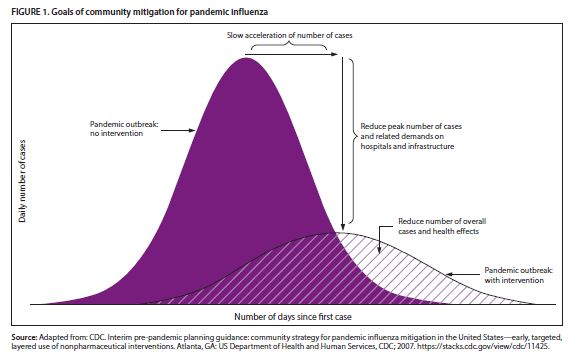 FIGURE 1. Goals of community mitigation for pandemic influenza
Slow acceleration of number of cases
Pandemic outbreak:
no intervention
Reduce peak number of cases
and related demands on
hospitals and infrastructure
Daily number of cases
Reduce number of overall
cases and health effects
Pandemic outbreak:
with intervention
Number of days since first case
Source: Adapted from: CDC. Interim pre-pandemic planning guidance: community strategy for pandemic influenza mitigation in the United States—early, targeted,
layered use of nonpharmaceutical interventions. Atlanta, GA: US Department of Health and Human Services, CDC; 2007. https://stacks.cdc.gov/view/cdc/11425.